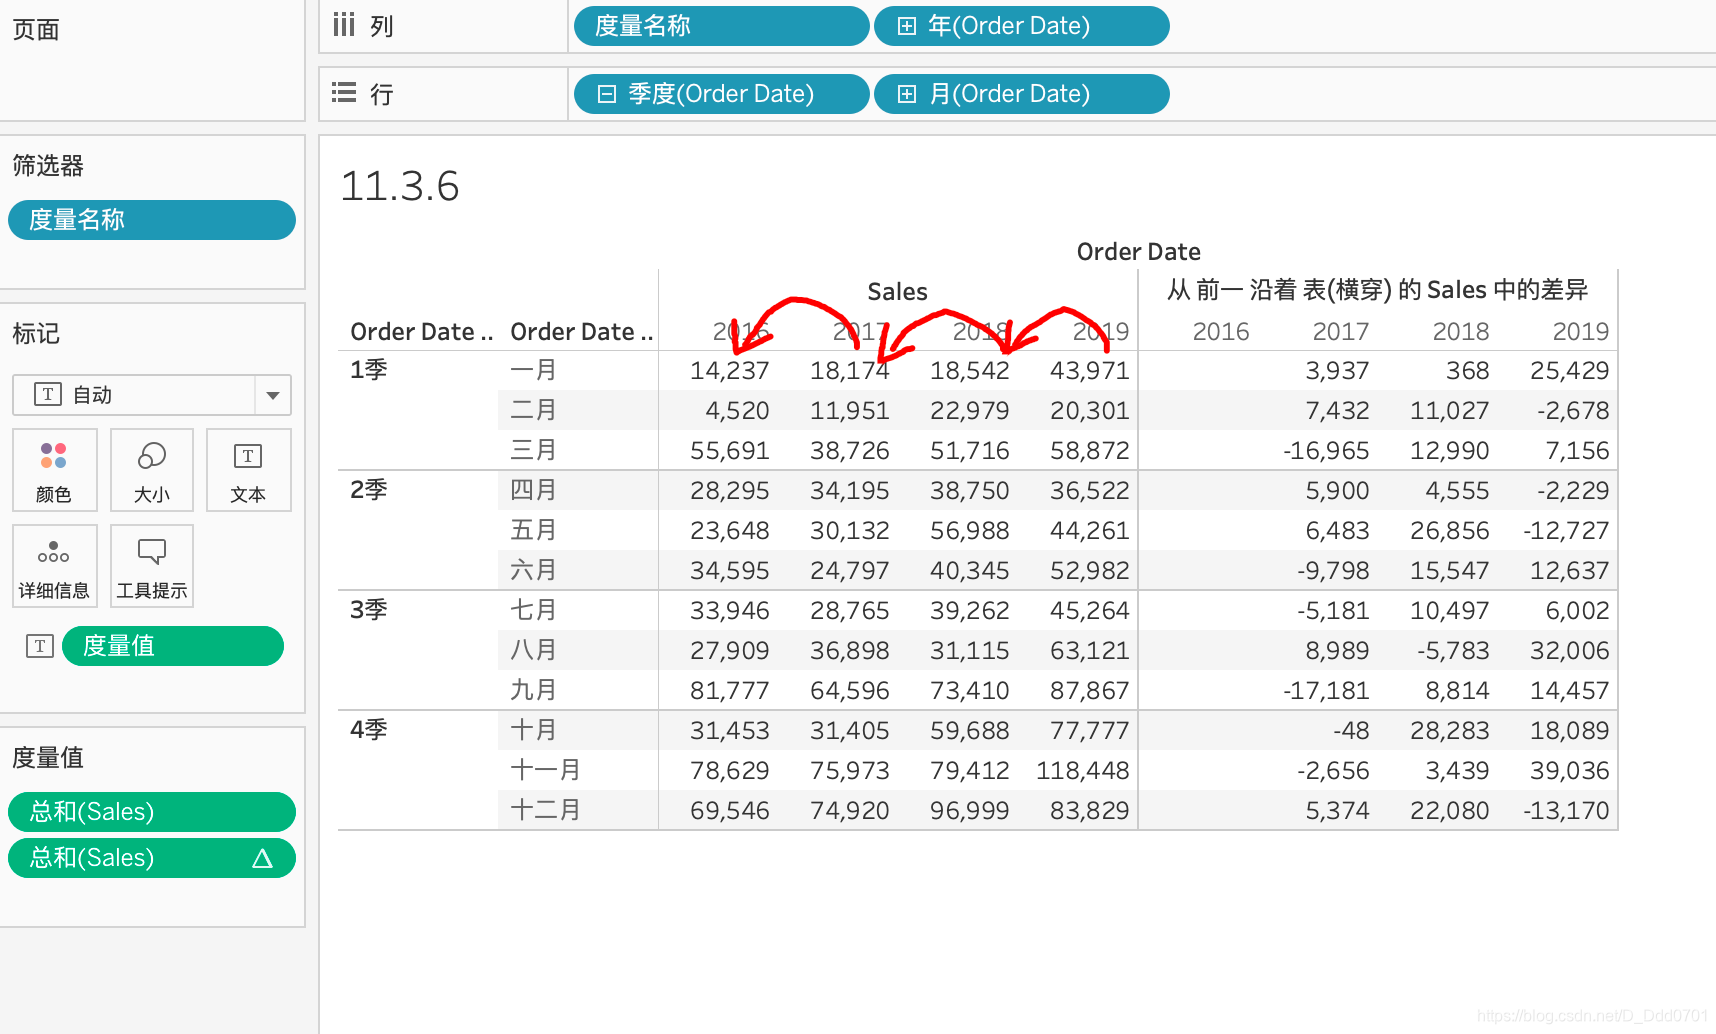 页面
列
度量名称
年(Order Date)
行
季度(Order Date)
月(Order Date)
筛选器
度量名称
标记
T 自动
颜色
大小
T 文本
详细信息
工具提示
T 度量值
度量值
总和(Sales)
总和(Sales) △
11.3.6
Order Date
Sales 从 前一 沿着 表(横穿) 的 Sales 中的差异
Order Date .. Order Date .. 2016 2017 2018 2019 2016 2017 2018 2019
1季 一月 14,237 18,174 18,542 43,971 3,937 368 25,429
二月 4,520 11,951 22,979 20,301 7,432 11,027 -2,678
三月 55,691 38,726 51,716 58,872 -16,965 12,990 7,156
2季 四月 28,295 34,195 38,750 36,522 5,900 4,555 -2,229
五月 23,648 30,132 56,988 44,261 6,483 26,856 -12,727
六月 34,595 24,797 40,345 52,982 -9,798 15,547 12,637
3季 七月 33,946 28,765 39,262 45,264 -5,181 10,497 6,002
八月 27,909 36,898 31,115 63,121 8,989 -5,783 32,006
九月 81,777 64,596 73,410 87,867 -17,181 8,814 14,457
4季 十月 31,453 31,405 59,688 77,777 -48 28,283 18,089
十一月 78,629 75,973 79,412 118,448 -2,656 3,439 39,036
十二月 69,546 74,920 96,999 83,829 5,374 22,080 -13,170
https://blog.csdn.net/D_Ddd0701